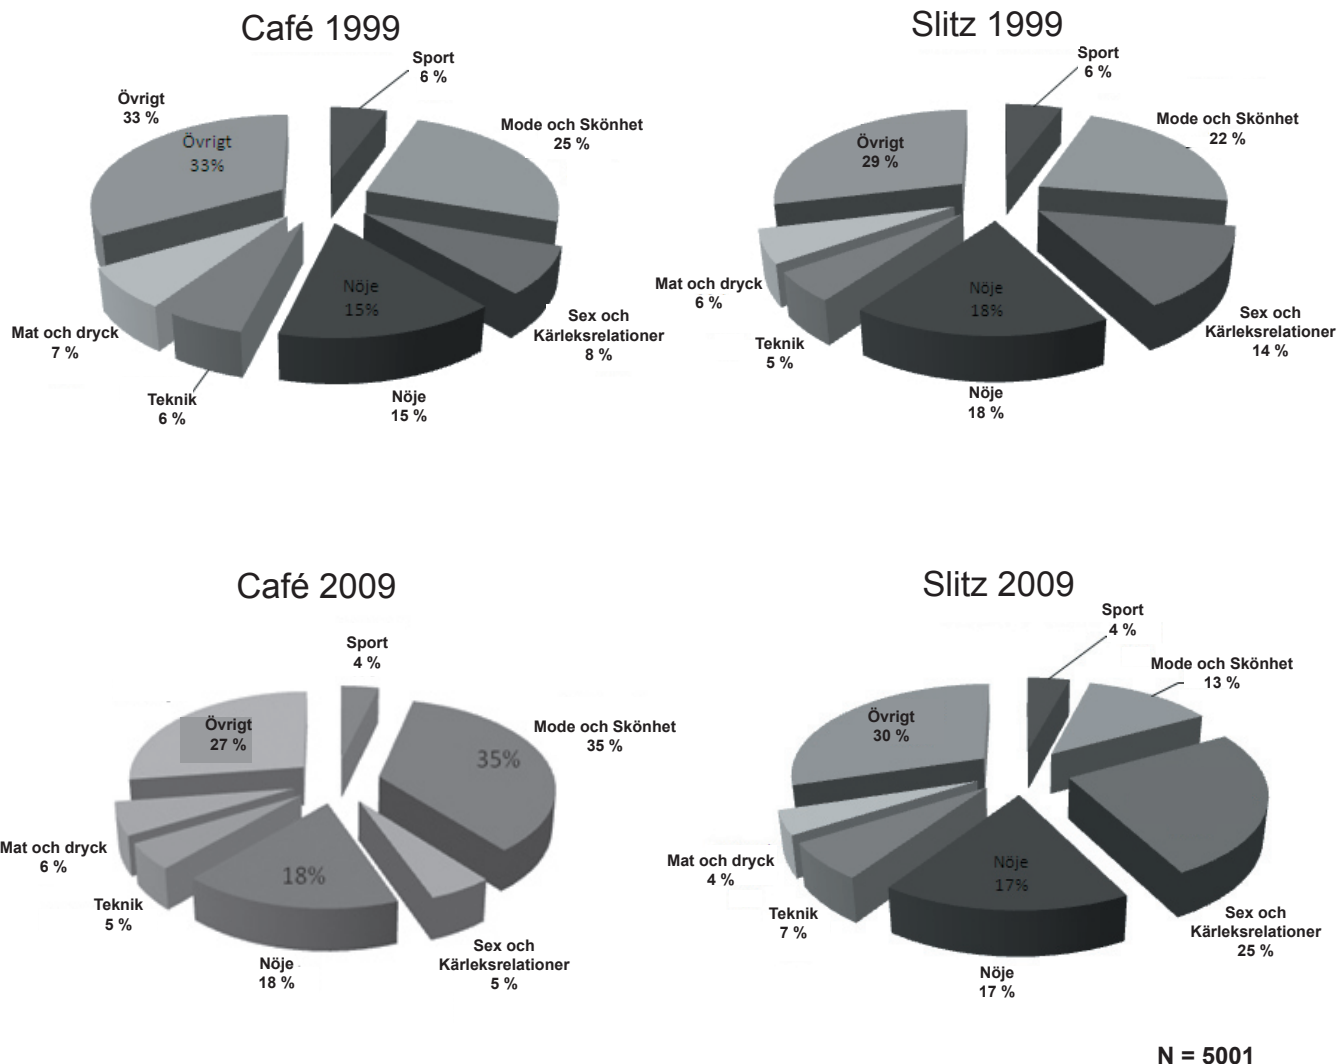 Café 1999
Sport
6 %
Övrigt
33 %
Övrigt
33%
Mode och Skönhet
25 %
Nöje
15%
Sex och
Kärleksrelationer
8 %
Mat och dryck
7 %
Teknik
6 %
Nöje
15 %
Slitz 1999
Sport
6 %
Mode och Skönhet
22 %
Övrigt
29 %
Mat och dryck
6 %
Nöje
18%
Sex och
Kärleksrelationer
14 %
Teknik
5 %
Nöje
18 %
Café 2009
Sport
4 %
Övrigt
27 %
Mode och Skönhet
35 %
35%
Mat och dryck
6 %
18%
Teknik
5 %
Nöje
18 %
Sex och
Kärleksrelationer
5 %
Slitz 2009
Sport
4 %
Mode och Skönhet
13 %
Övrigt
30 %
Mat och dryck
4 %
Nöje
17%
Teknik
7 %
Sex och
Kärleksrelationer
25 %
Nöje
17 %
N = 5001